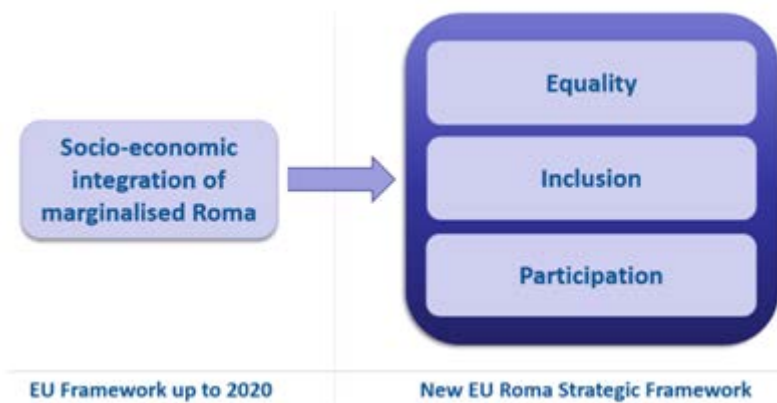 Socio-economic
integration of
marginalised Roma
Equality
Inclusion
Participation
EU Framework up to 2020
New EU Roma Strategic Framework